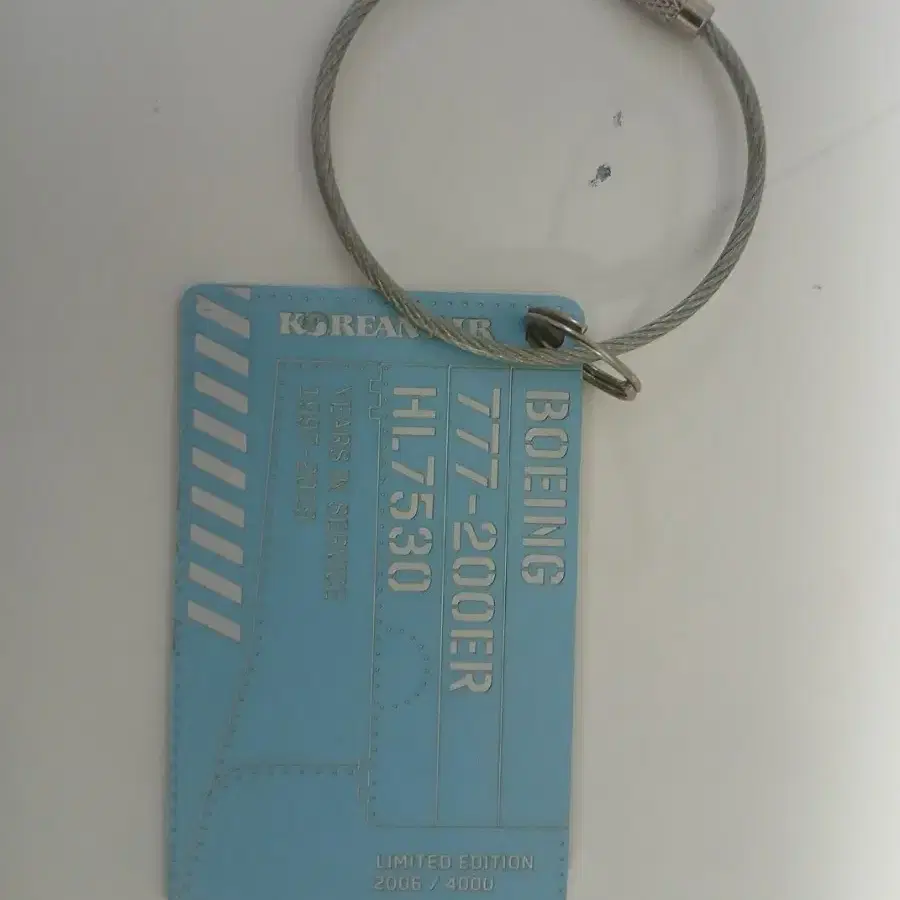 KOREAN AIR
BOEING
777-200ER
HL7530
YEARS IN SERVICE
LIMITED EDITION
2006 / 4000